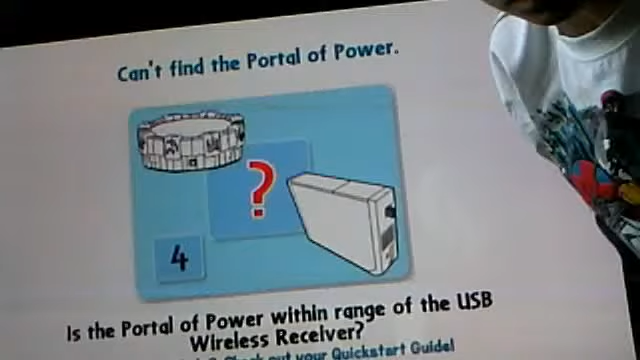 Can't find the Portal of Power.
?
4
Is the Portal of Power within range of the USB
Wireless Receiver?
Check out your Quickstart Guide!